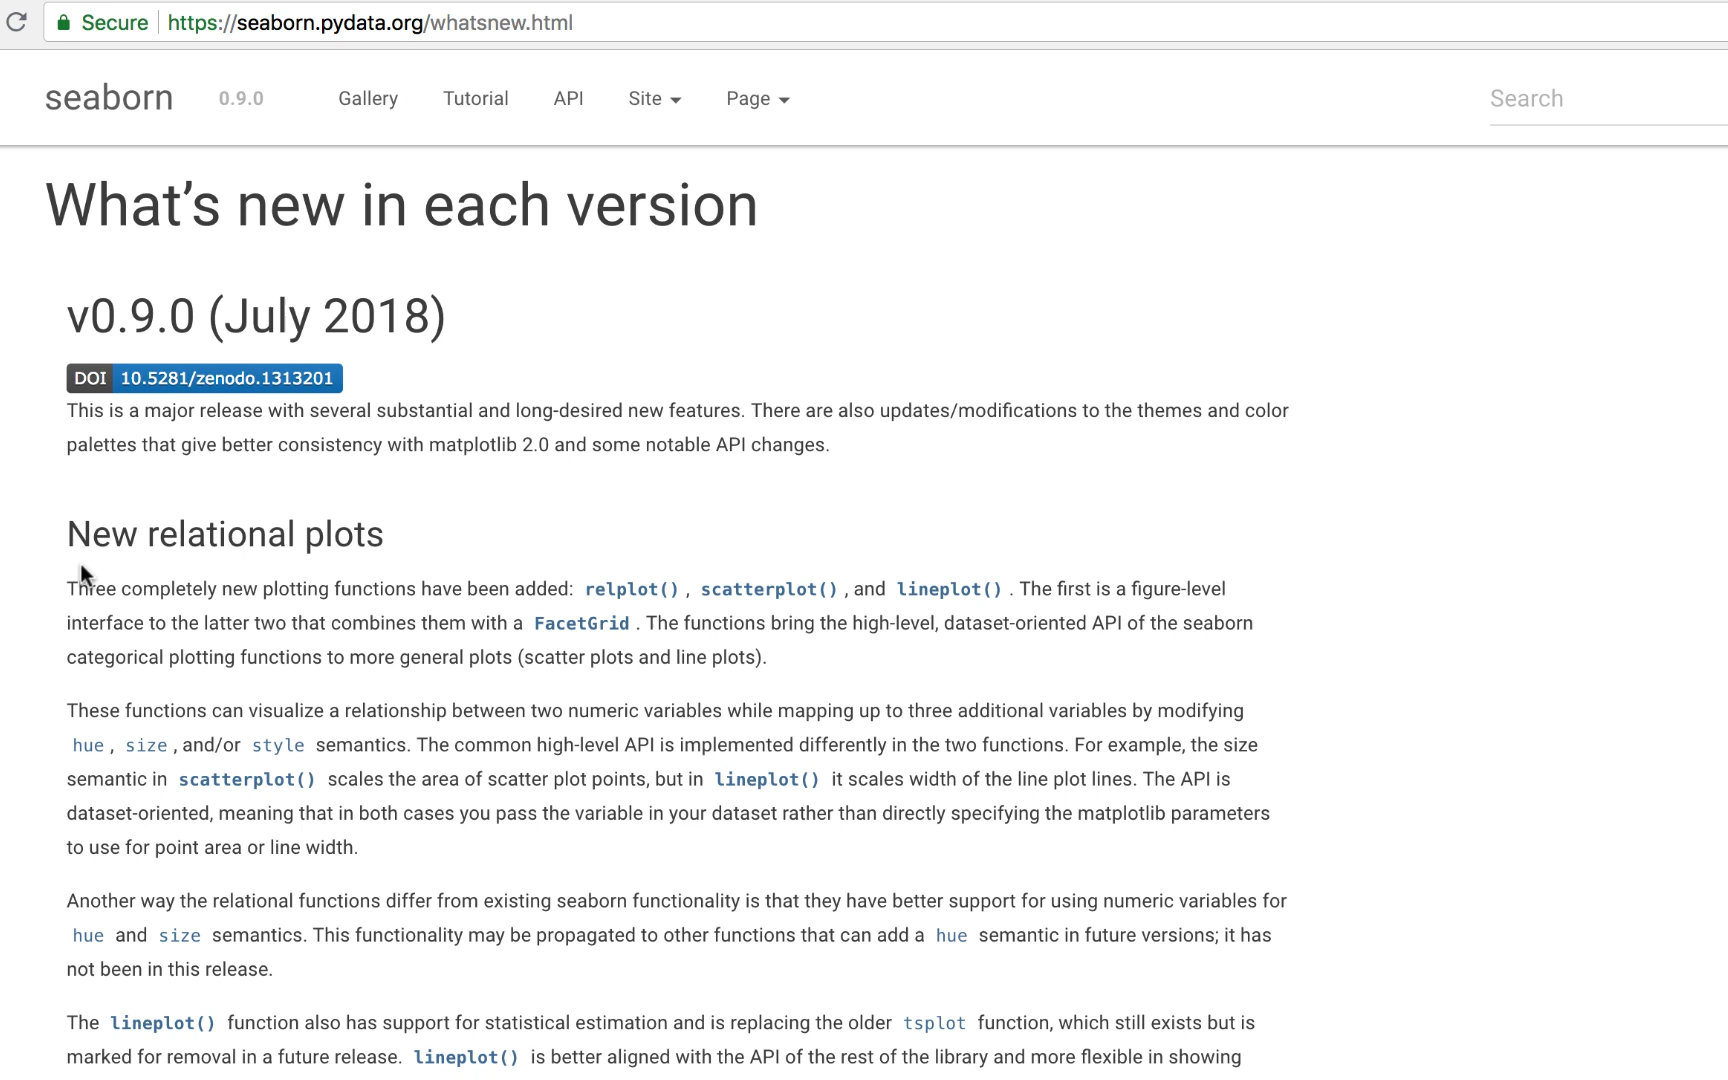 Secure https://seaborn.pydata.org/whatsnew.html
seaborn 0.9.0 Gallery Tutorial API Site Page Search
What’s new in each version
v0.9.0 (July 2018)
DOI 10.5281/zenodo.1313201
This is a major release with several substantial and long-desired new features. There are also updates/modifications to the themes and color
palettes that give better consistency with matplotlib 2.0 and some notable API changes.
New relational plots
Three completely new plotting functions have been added: relplot(), scatterplot(), and lineplot(). The first is a figure-level
interface to the latter two that combines them with a FacetGrid. The functions bring the high-level, dataset-oriented API of the seaborn
categorical plotting functions to more general plots (scatter plots and line plots).
These functions can visualize a relationship between two numeric variables while mapping up to three additional variables by modifying
hue, size, and/or style semantics. The common high-level API is implemented differently in the two functions. For example, the size
semantic in scatterplot() scales the area of scatter plot points, but in lineplot() it scales width of the line plot lines. The API is
dataset-oriented, meaning that in both cases you pass the variable in your dataset rather than directly specifying the matplotlib parameters
to use for point area or line width.
Another way the relational functions differ from existing seaborn functionality is that they have better support for using numeric variables for
hue and size semantics. This functionality may be propagated to other functions that can add a hue semantic in future versions; it has
not been in this release.
The lineplot() function also has support for statistical estimation and is replacing the older tsplot function, which still exists but is
marked for removal in a future release. lineplot() is better aligned with the API of the rest of the library and more flexible in showing